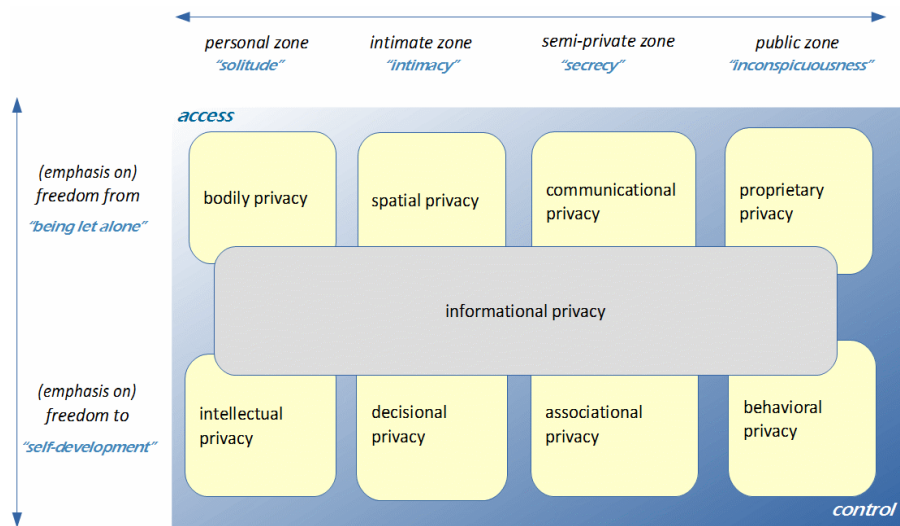 personal zone intimate zone semi-private zone public zone
“solitude” “intimacy” “secrecy” “inconspicuousness”
access
(emphasis on)
freedom from
“being let alone”
bodily privacy
spatial privacy
communicational
privacy
proprietary
privacy
informational privacy
(emphasis on)
freedom to
“self-development”
intellectual
privacy
decisional
privacy
associational
privacy
behavioral
privacy
control